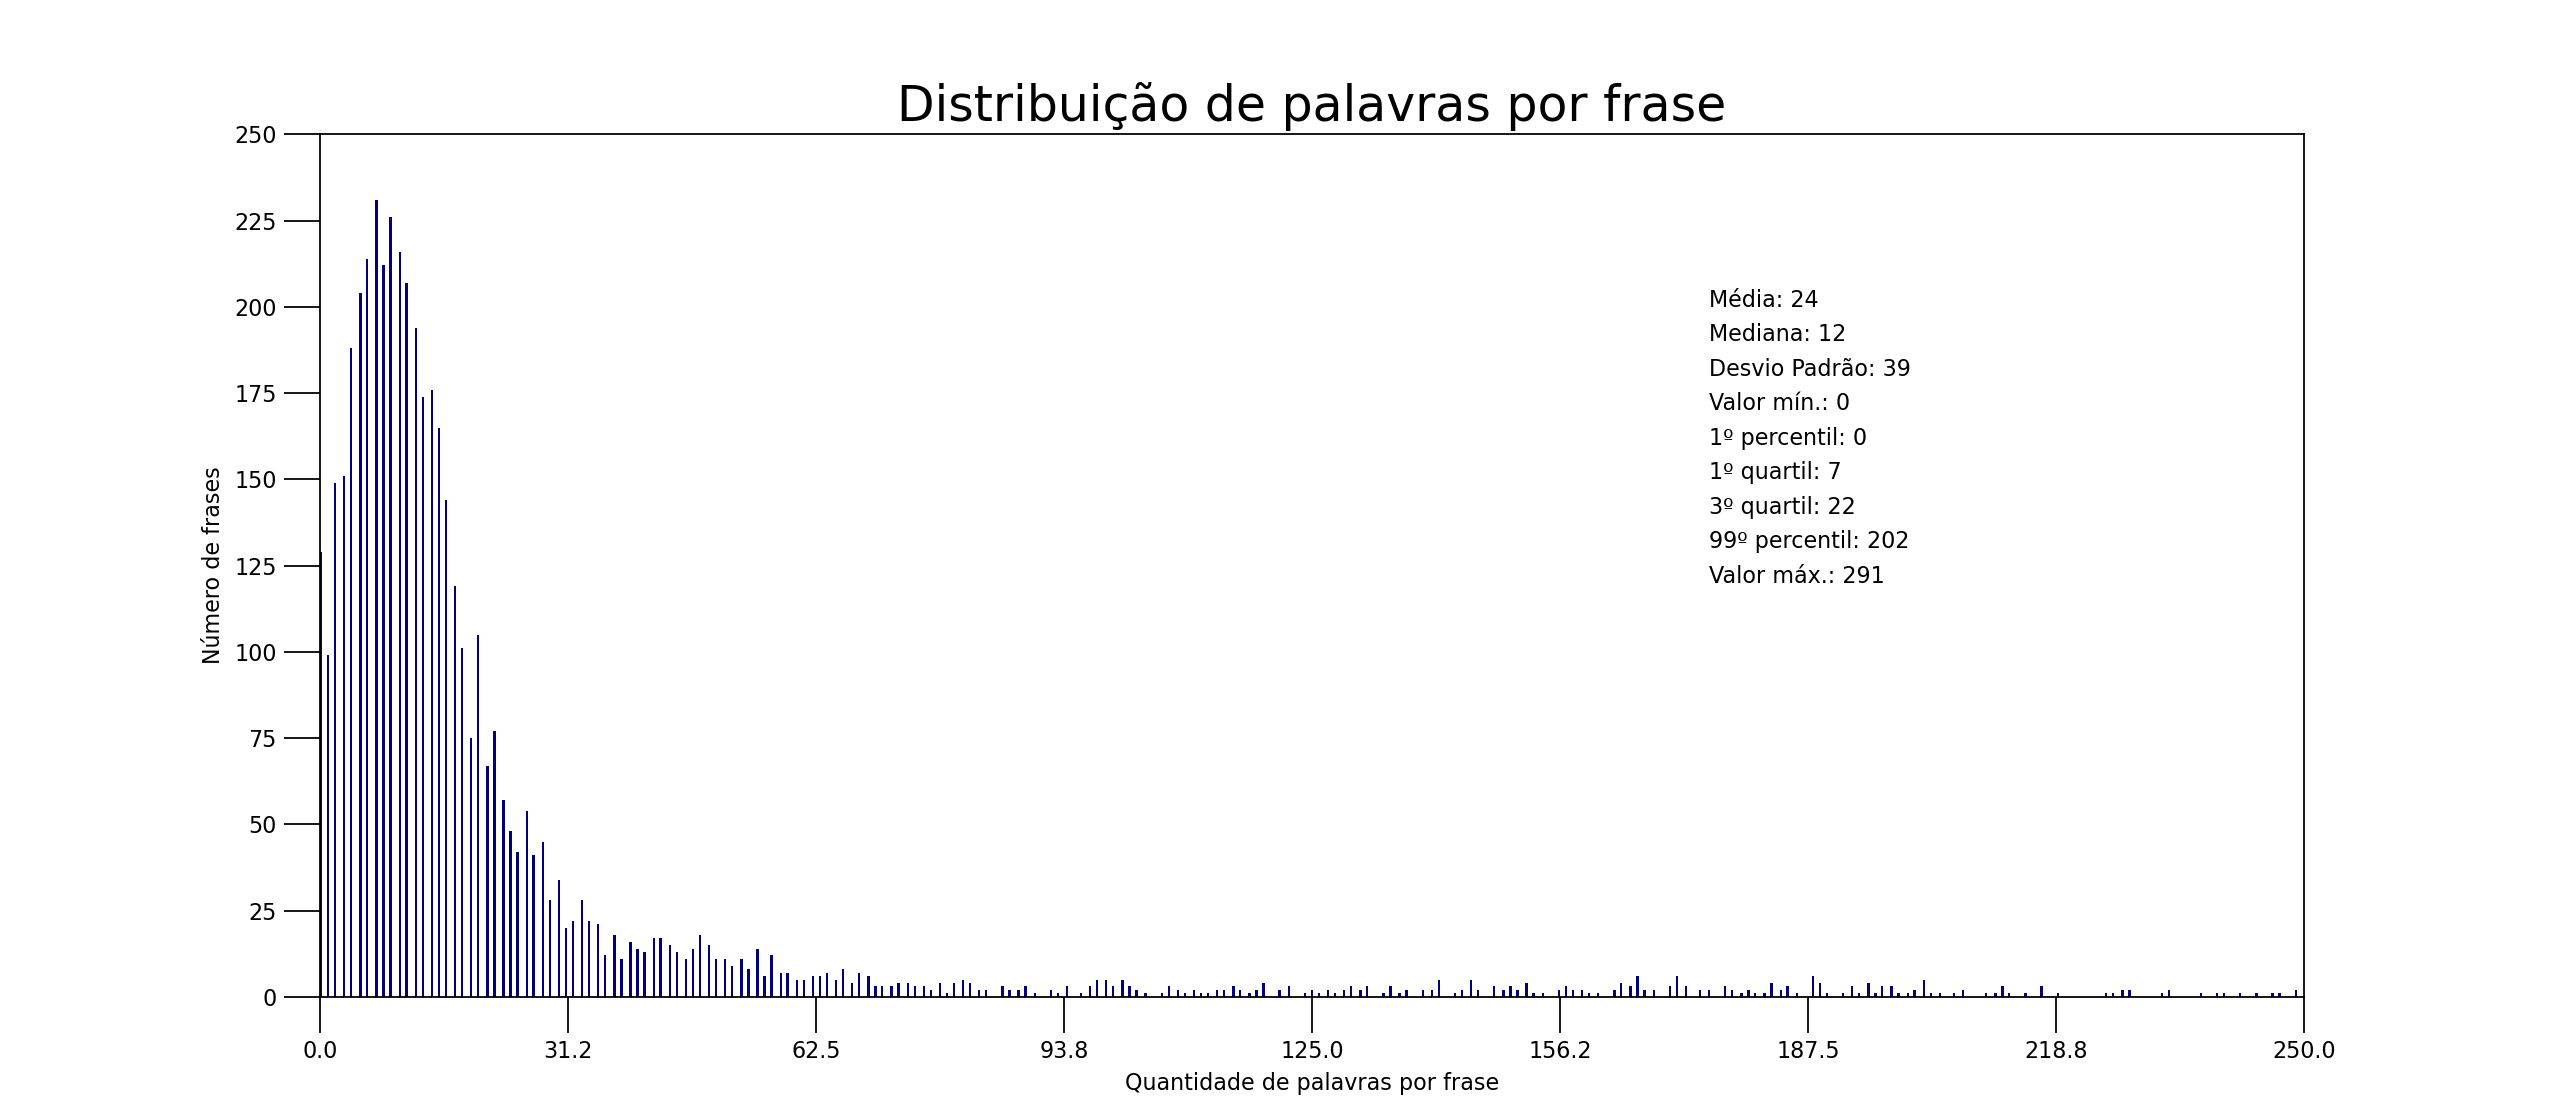 Distribuição de palavras por frase
250
225
200
175
150
125
100
75
50
25
0
Número de frases
Média: 24
Mediana: 12
Desvio Padrão: 39
Valor mín.: 0
1º percentil: 0
1º quartil: 7
3º quartil: 22
99º percentil: 202
Valor máx.: 291
0.0 31.2 62.5 93.8 125.0 156.2 187.5 218.8 250.0
Quantidade de palavras por frase